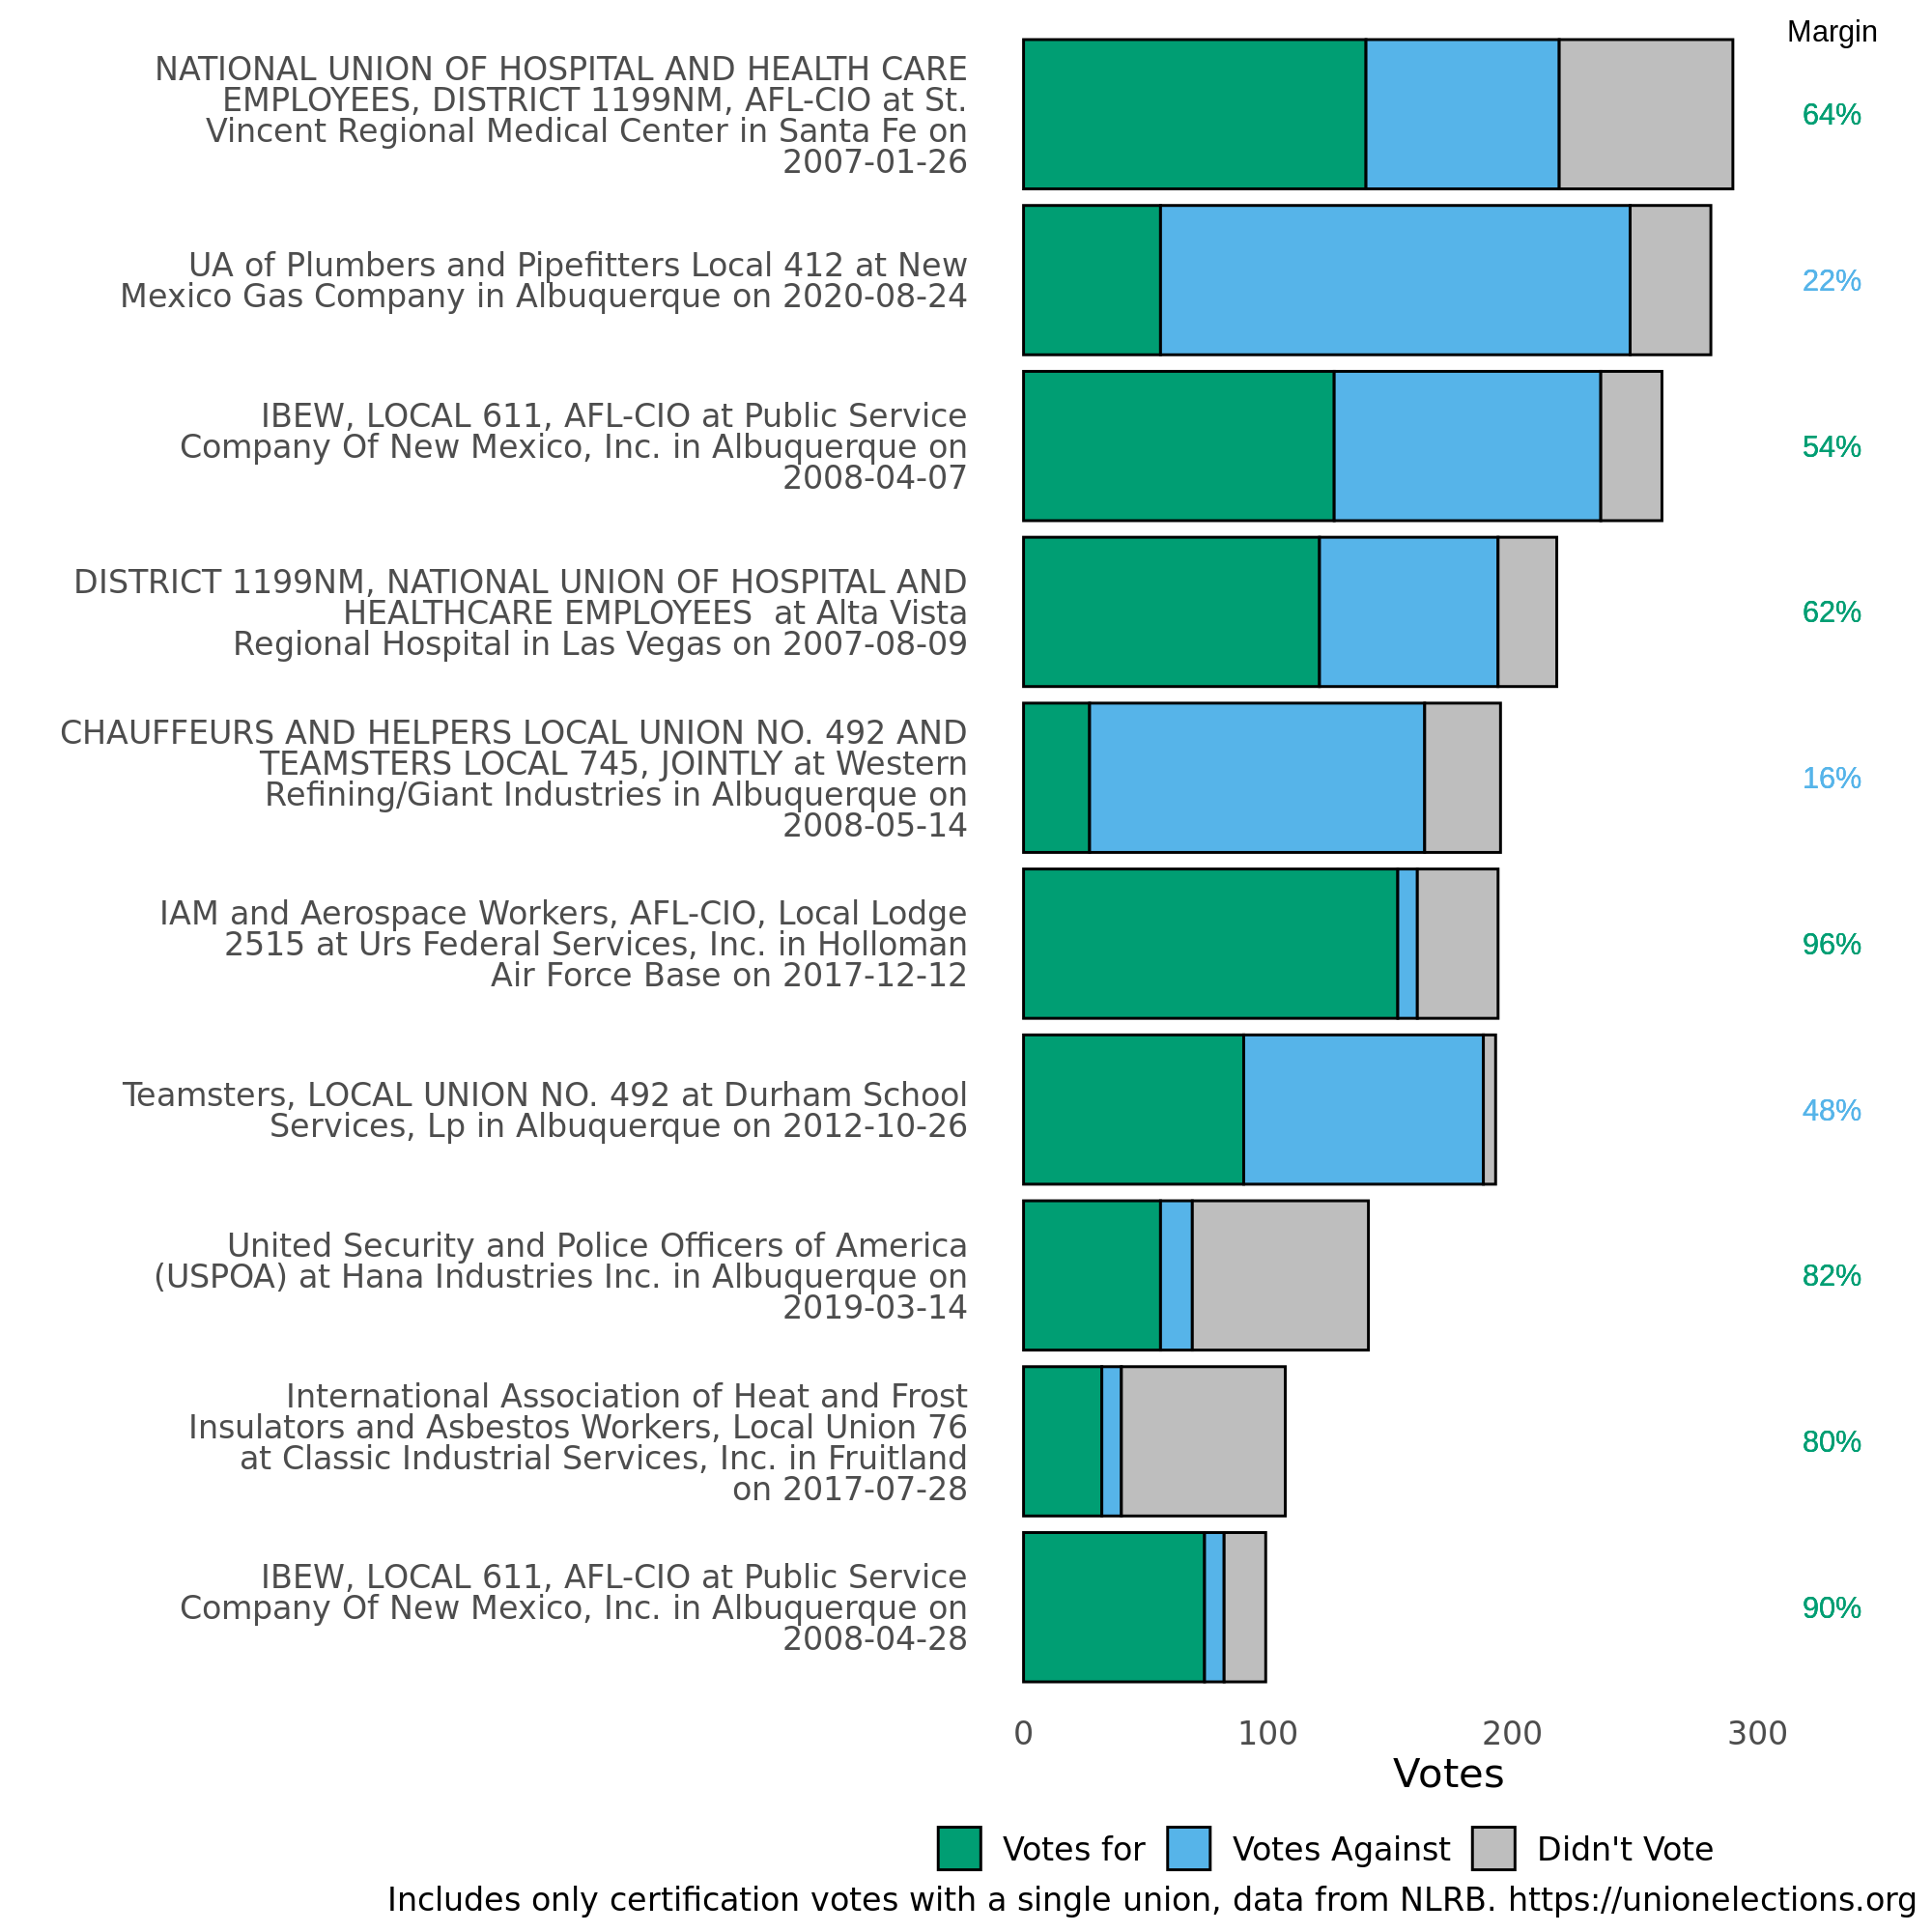 Margin
NATIONAL UNION OF HOSPITAL AND HEALTH CARE
EMPLOYEES, DISTRICT 1199NM, AFL-CIO at St.
Vincent Regional Medical Center in Santa Fe on
2007-01-26
64%
UA of Plumbers and Pipefitters Local 412 at New
Mexico Gas Company in Albuquerque on 2020-08-24
22%
IBEW, LOCAL 611, AFL-CIO at Public Service
Company Of New Mexico, Inc. in Albuquerque on
2008-04-07
54%
DISTRICT 1199NM, NATIONAL UNION OF HOSPITAL AND
HEALTHCARE EMPLOYEES  at Alta Vista
Regional Hospital in Las Vegas on 2007-08-09
62%
CHAUFFEURS AND HELPERS LOCAL UNION NO. 492 AND
TEAMSTERS LOCAL 745, JOINTLY at Western
Refining/Giant Industries in Albuquerque on
2008-05-14
16%
IAM and Aerospace Workers, AFL-CIO, Local Lodge
2515 at Urs Federal Services, Inc. in Holloman
Air Force Base on 2017-12-12
96%
Teamsters, LOCAL UNION NO. 492 at Durham School
Services, Lp in Albuquerque on 2012-10-26
48%
United Security and Police Officers of America
(USPOA) at Hana Industries Inc. in Albuquerque on
2019-03-14
82%
International Association of Heat and Frost
Insulators and Asbestos Workers, Local Union 76
at Classic Industrial Services, Inc. in Fruitland
on 2017-07-28
80%
IBEW, LOCAL 611, AFL-CIO at Public Service
Company Of New Mexico, Inc. in Albuquerque on
2008-04-28
90%
0 100 200 300
Votes
Votes for Votes Against Didn't Vote
Includes only certification votes with a single union, data from NLRB. https://unionelections.org